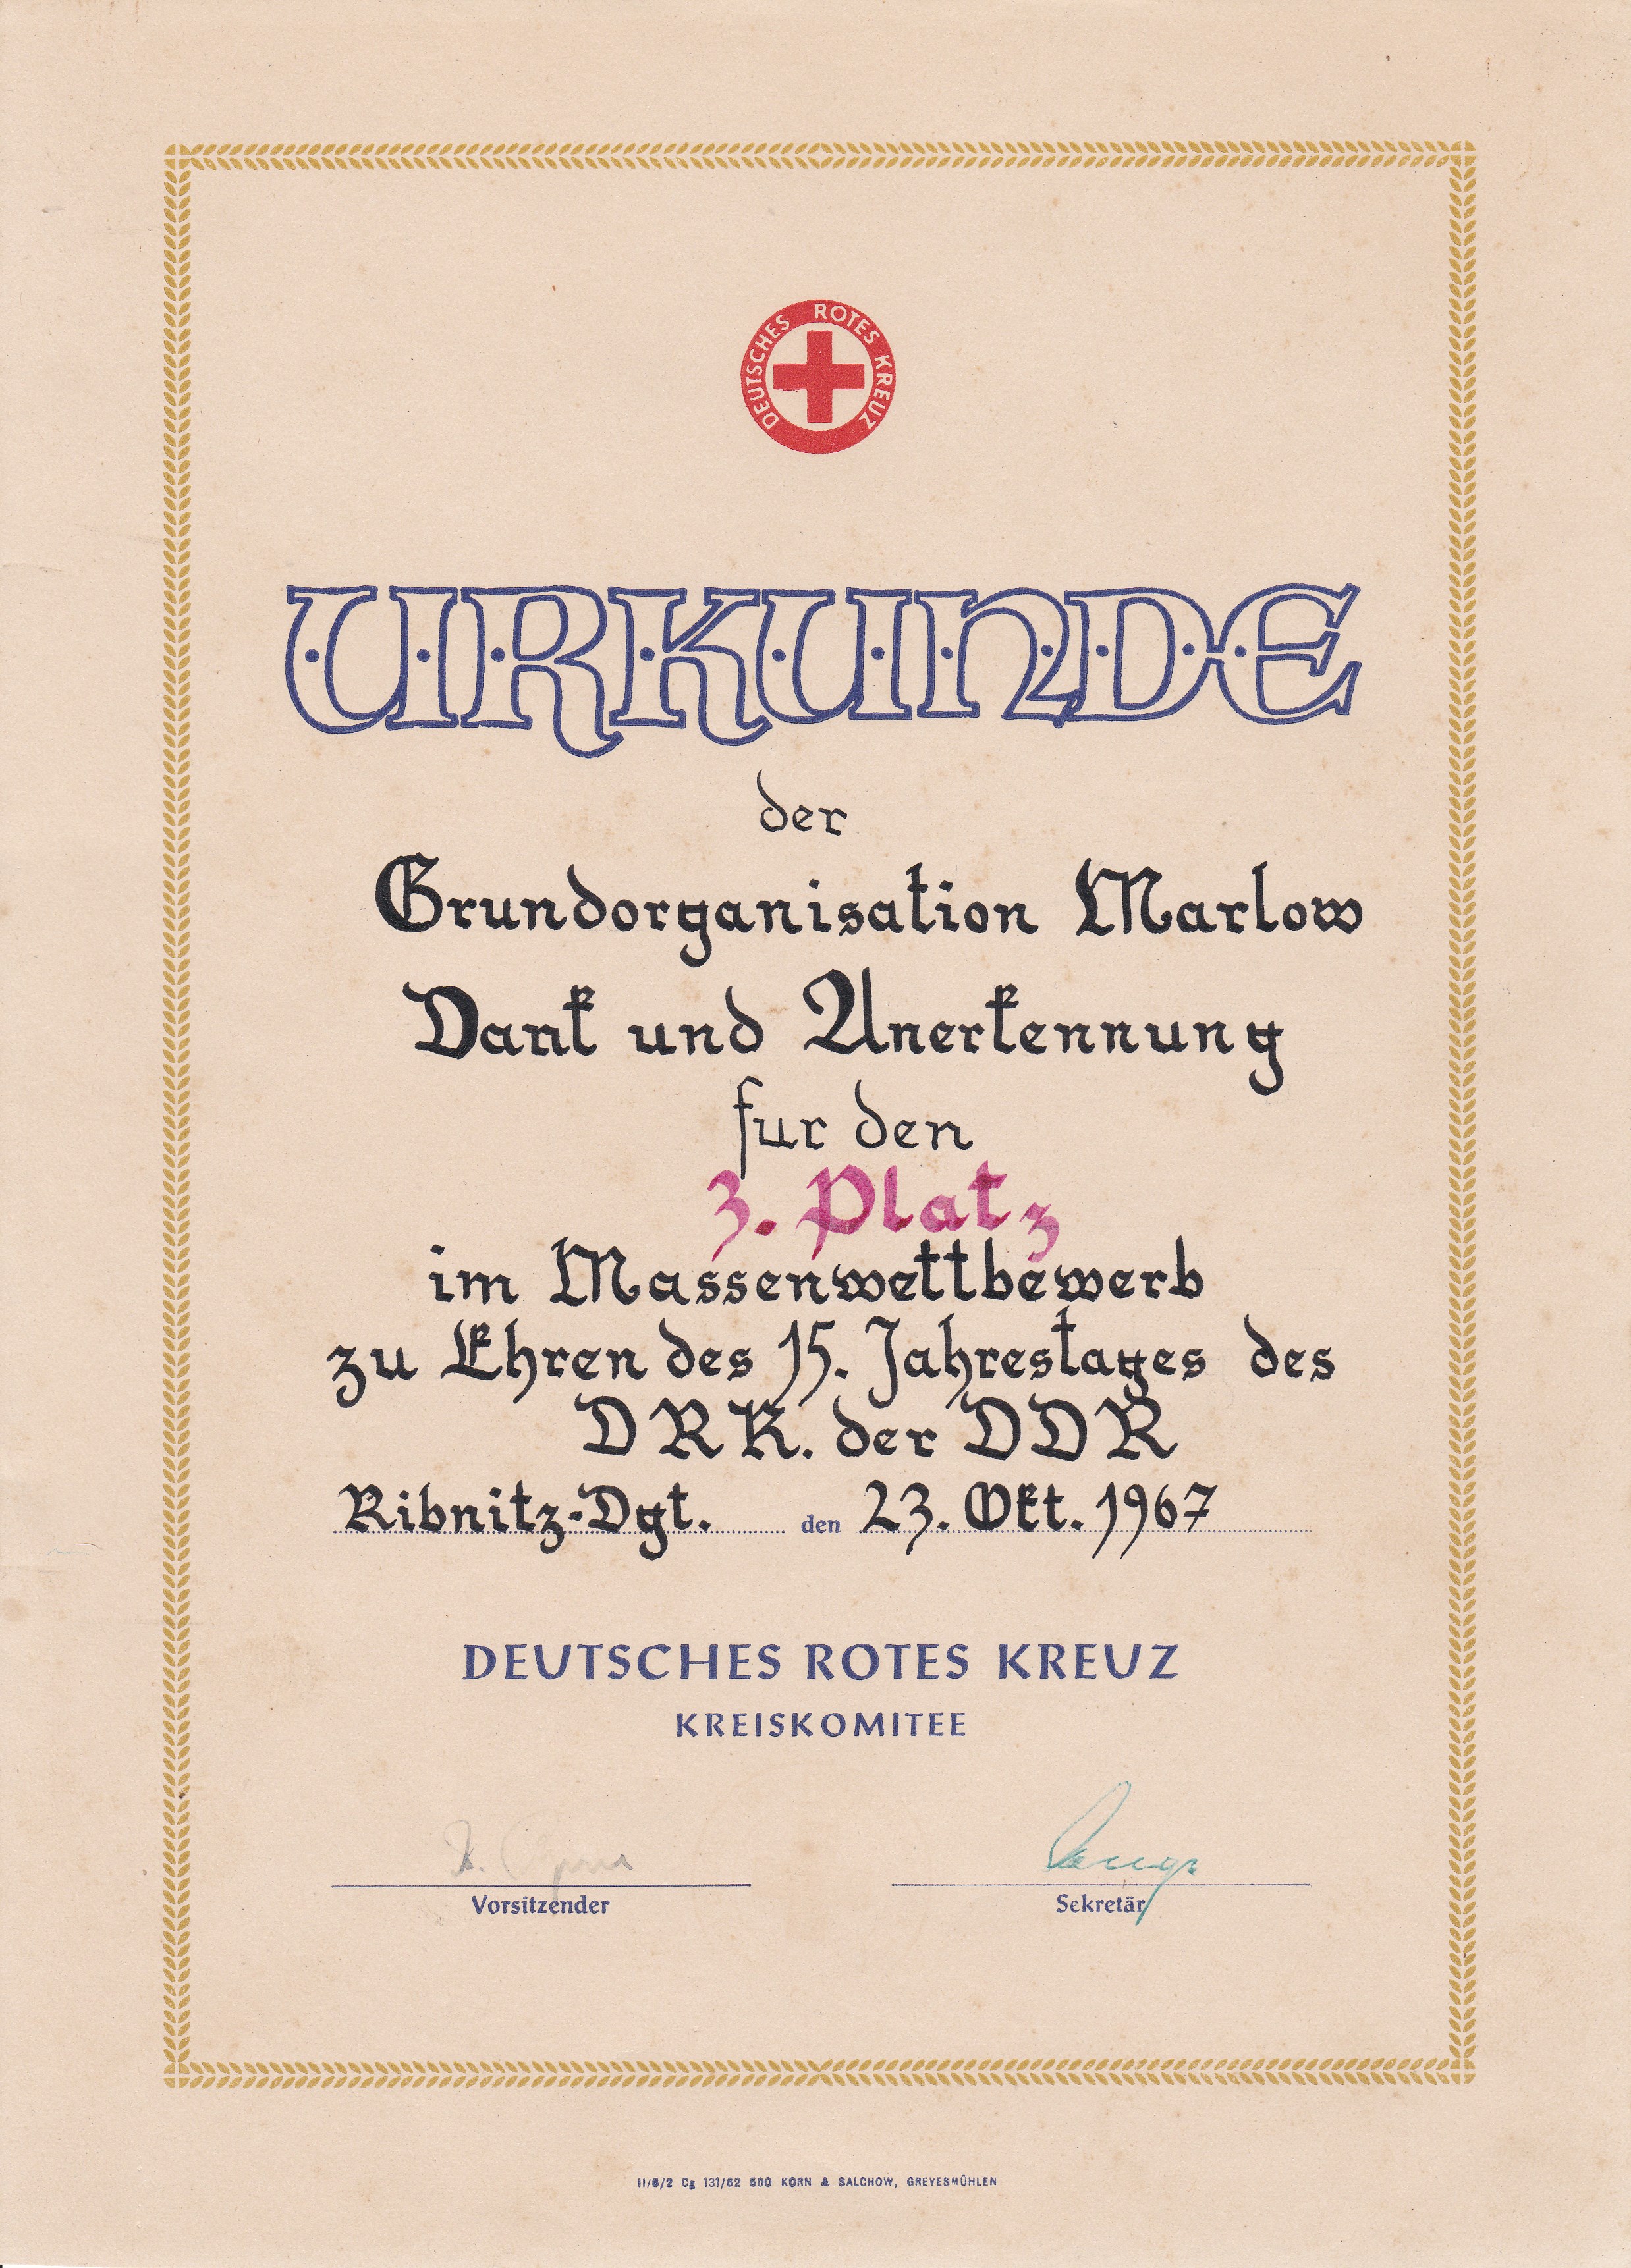 DEUTSCHES ROTES KREUZ
URKUNDE
der
Grundorganisation Marlow
Dank und Anerkennung
fur den
3. Platz
im Massenwettbewerb
zu Ehren des 15. Jahrestages des
DRK. der DDR
Ribnitz-Dgt. den 23. Okt. 1967
DEUTSCHES ROTES KREUZ
KREISKOMITEE
Vorsitzender Sekretär
II/6/2 Cg 131/62 500 KORN & SALCHOW, GREVESMÜHLEN